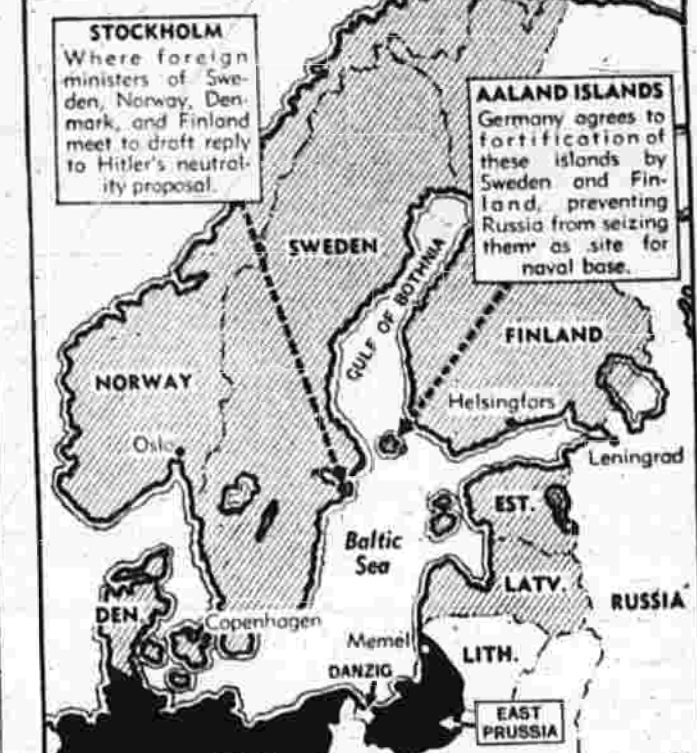 STOCKHOLM
Where foreign
ministers of Swe-
den, Norway, Den-
mark, and Finland
meet to draft reply
to Hitler's neutral-
ity proposal.
AALAND ISLANDS
Germany agrees to
fortification of
these islands by
Sweden and Fin-
land, preventing
Russia from seizing
them as site for
naval base.
SWEDEN
GULF OF BOTHNIA
FINLAND
NORWAY
Helsingfors
Oslo
Leningrad
EST.
Baltic
Sea
LATV.
RUSSIA
DEN.
Copenhagen
Memel
LITH.
DANZIG
EAST
PRUSSIA